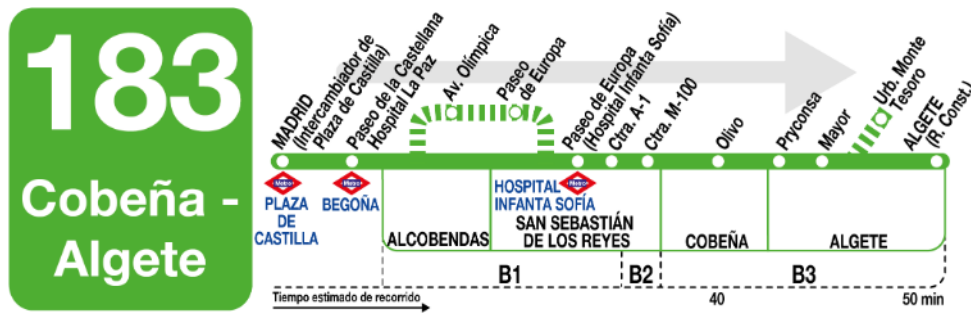 183
Cobeña -
Algete
MADRID
(Intercambiador de
Plaza de Castilla)
Paseo de la Castellana
Hospital La Paz
Av. Olímpica
Paseo
de Europa
Paseo de Europa
(Hospital Infanta Sofía)
Ctra. A-1
Ctra. M-100
Olivo
Pryconsa
Mayor
Urb. Monte
Tesoro
ALGETE
(R. Const.)
Metro
PLAZA
DE
CASTILLA
Metro
BEGOÑA
HOSPITAL
INFANTA SOFÍA
Metro
ALCOBENDAS
SAN SEBASTIÁN
DE LOS REYES
COBEÑA
ALGETE
B1
B2
B3
Tiempo estimado de recorrido
40
50 min